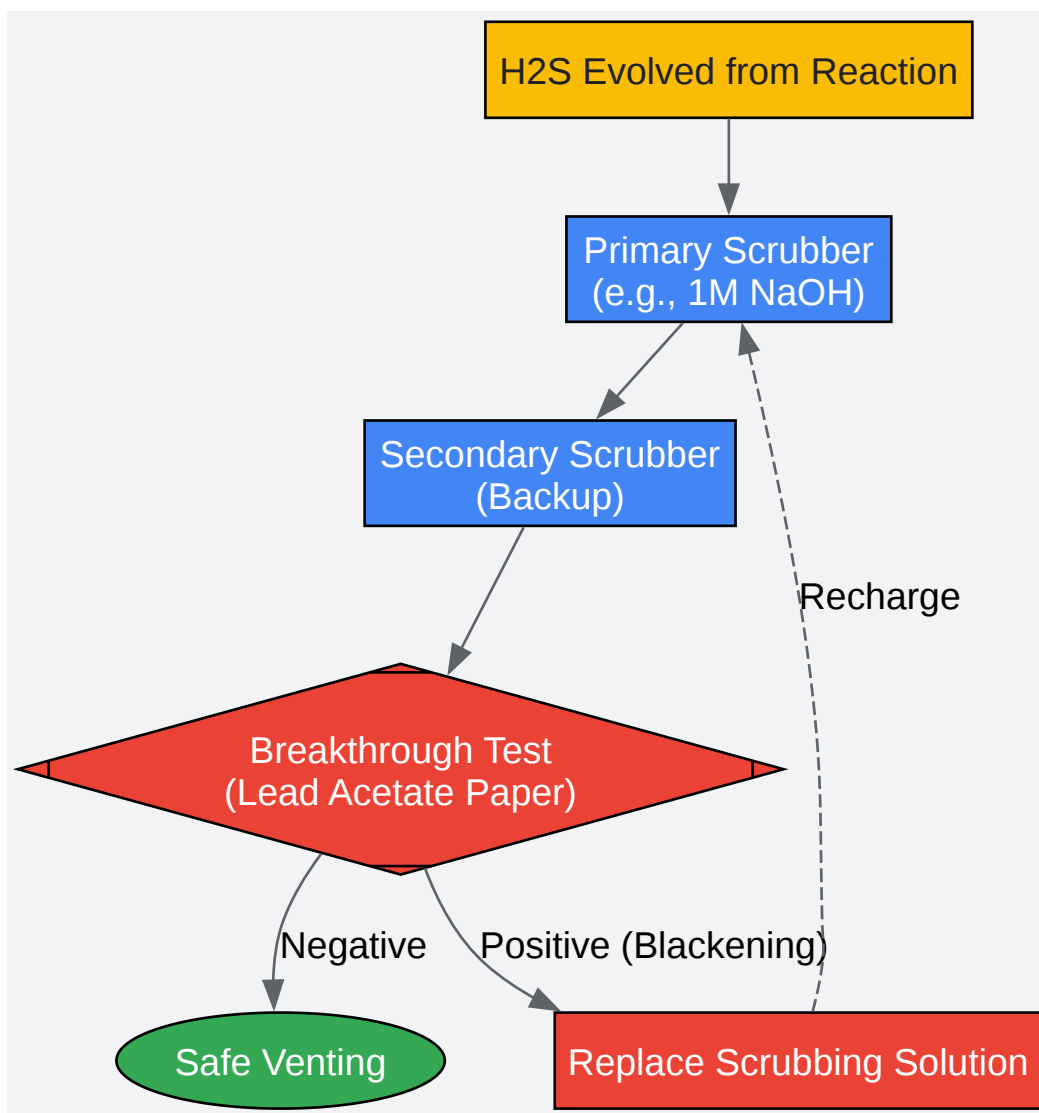 H2S Evolved from Reaction
Primary Scrubber
(e.g., 1M NaOH)
Secondary Scrubber
(Backup)
Recharge
Breakthrough Test
(Lead Acetate Paper)
Negative
Positive (Blackening)
Safe Venting
Replace Scrubbing Solution